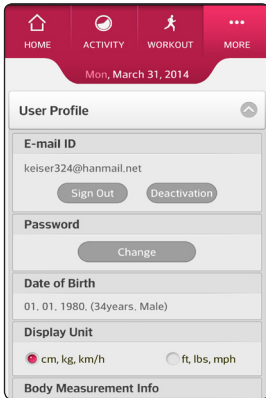 HOME ACTIVITY WORKOUT MORE
Mon, March 31, 2014
User Profile
E-mail ID
keiser324@hanmail.net
Sign Out Deactivation
Password
Change
Date of Birth
01. 01. 1980. (34years, Male)
Display Unit
cm, kg, km/h ft, lbs, mph
Body Measurement Info